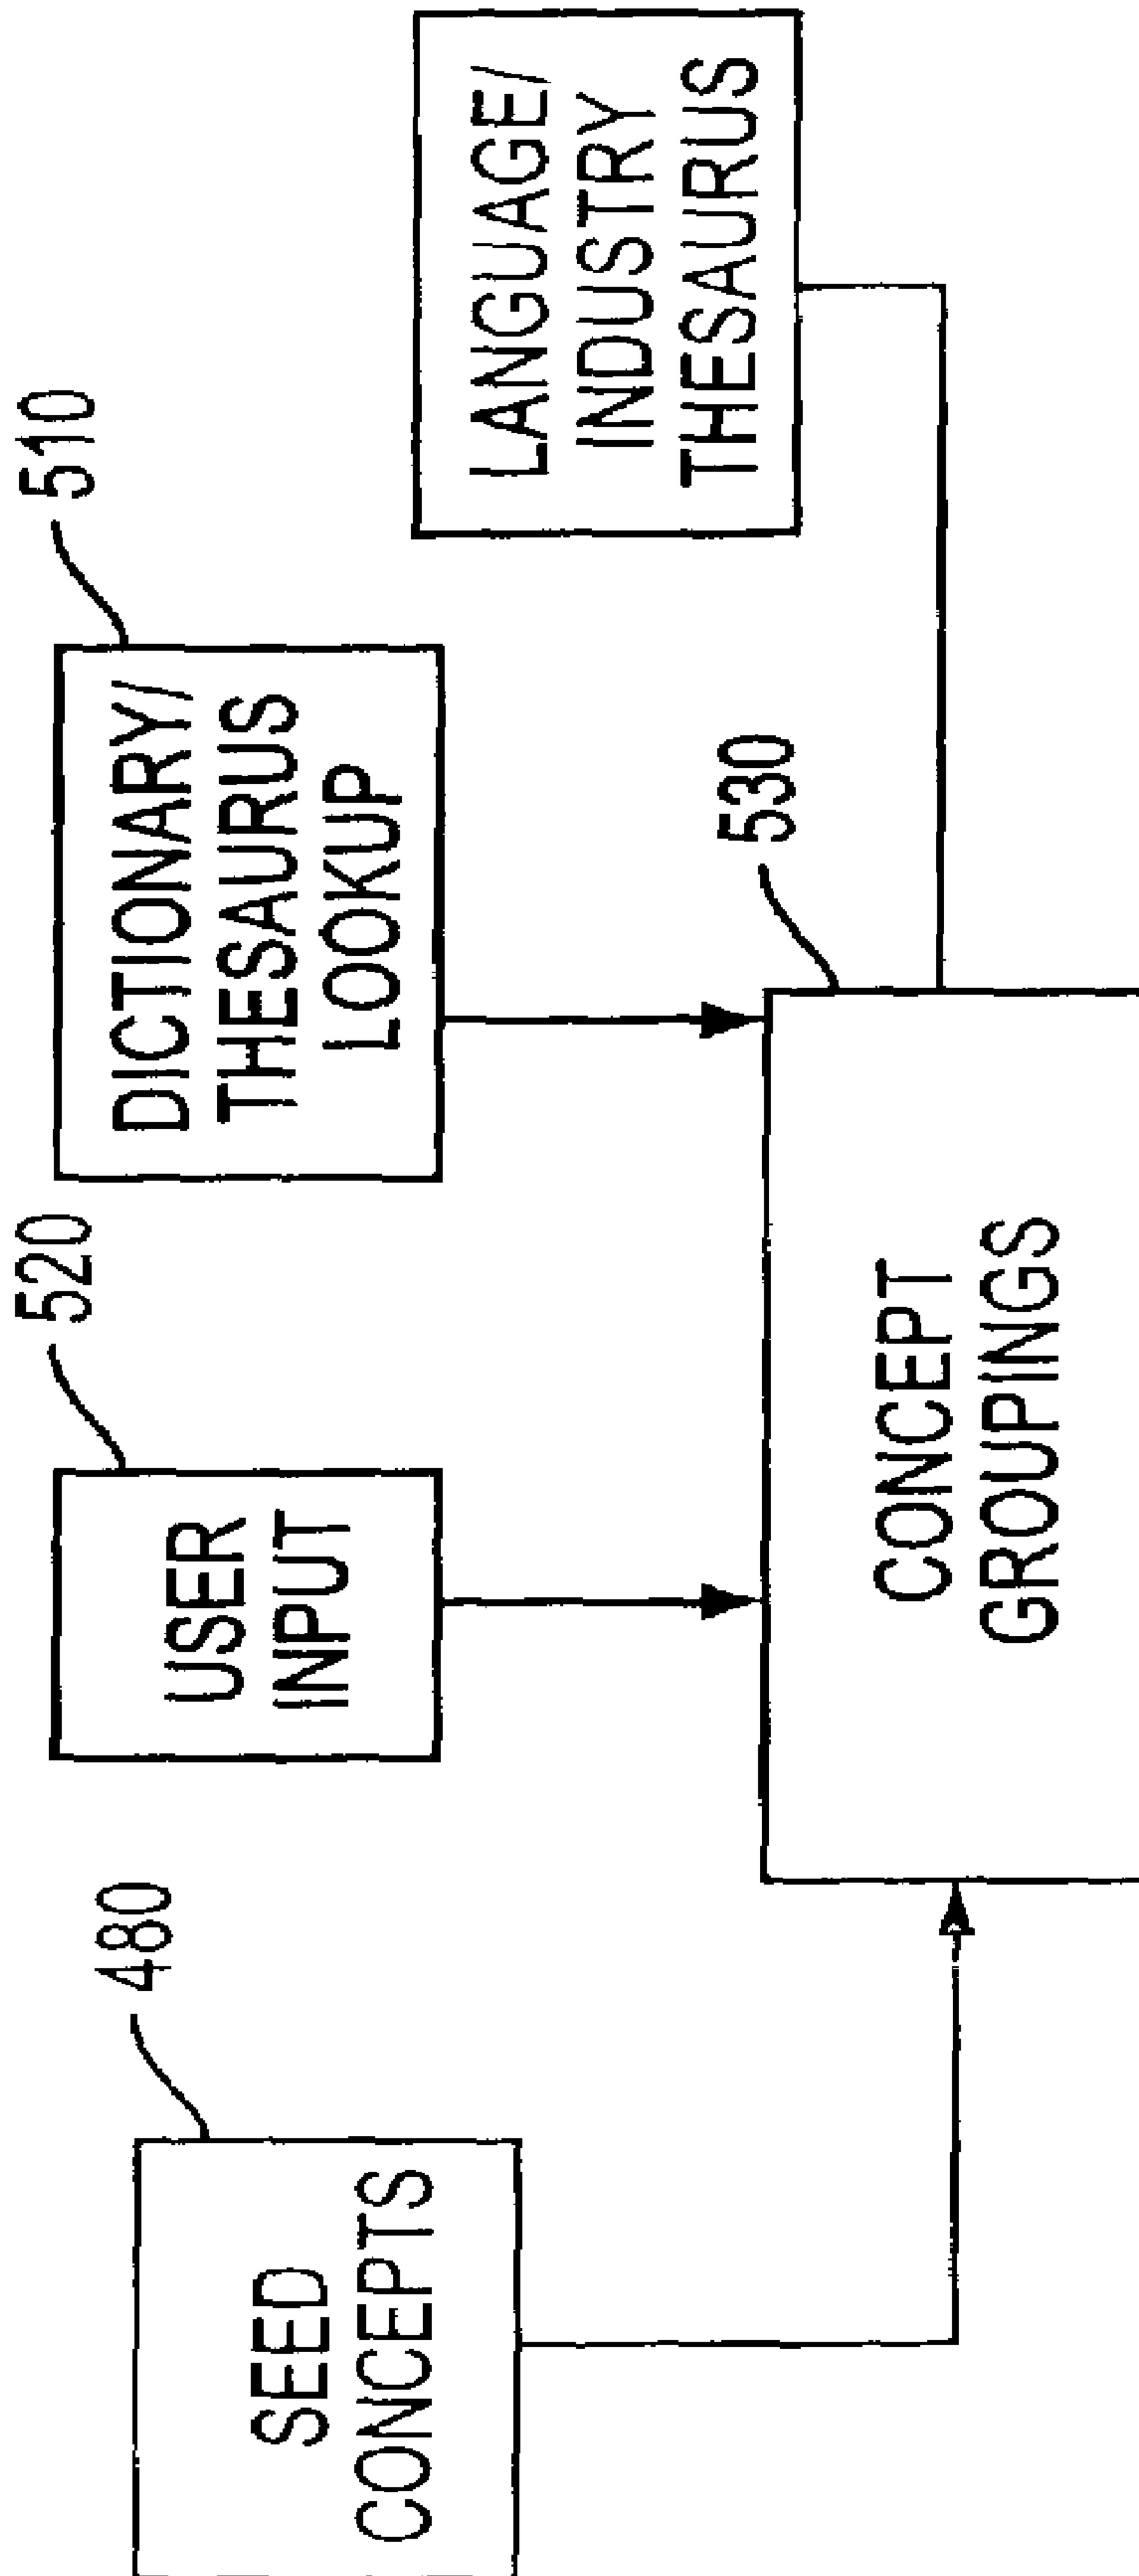 480
SEED
CONCEPTS
520
USER
INPUT
510
DICTIONARY/
THESAURUS
LOOKUP
LANGUAGE/
INDUSTRY
THESAURUS
530
CONCEPT
GROUPINGS